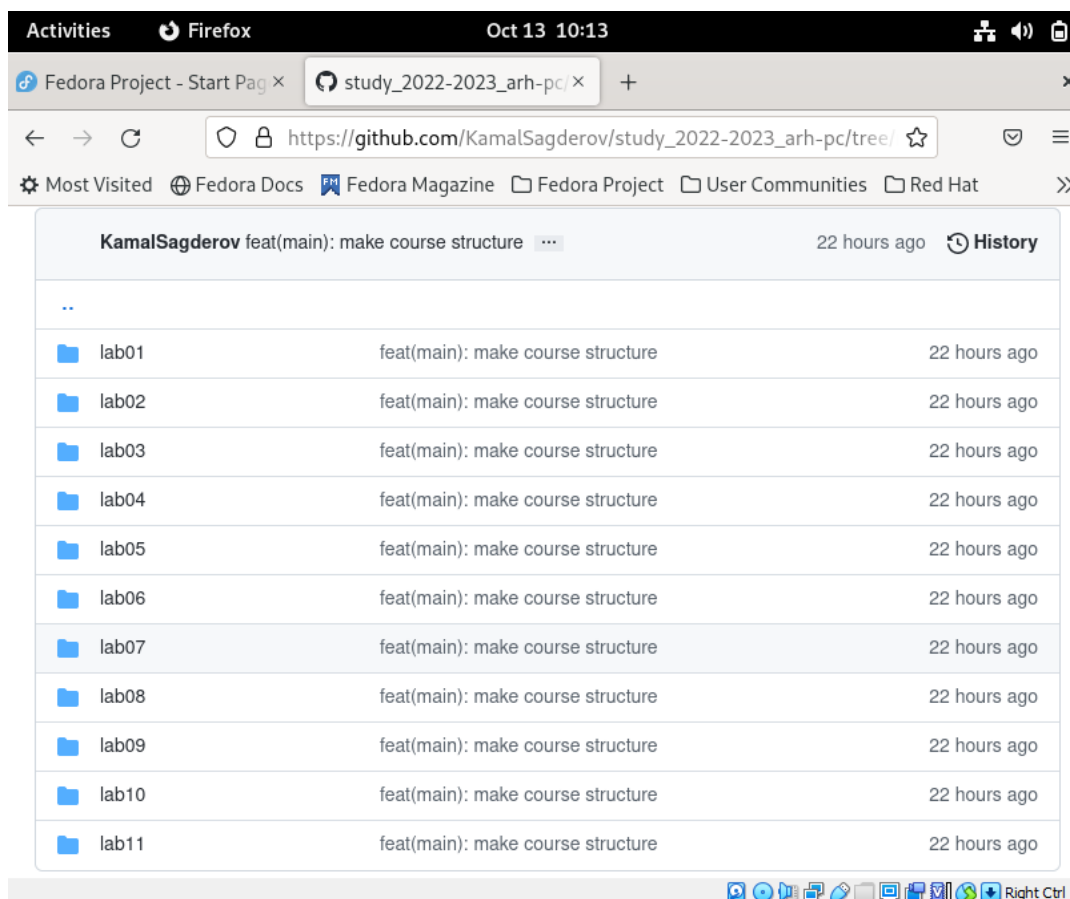 Activities Firefox Oct 13 10:13
Fedora Project - Start Pag × study_2022-2023_arh-pc/ × +
https://github.com/KamalSagderov/study_2022-2023_arh-pc/tree/
Most Visited Fedora Docs Fedora Magazine Fedora Project User Communities Red Hat
KamalSagderov feat(main): make course structure ... 22 hours ago History
..
lab01 feat(main): make course structure 22 hours ago
lab02 feat(main): make course structure 22 hours ago
lab03 feat(main): make course structure 22 hours ago
lab04 feat(main): make course structure 22 hours ago
lab05 feat(main): make course structure 22 hours ago
lab06 feat(main): make course structure 22 hours ago
lab07 feat(main): make course structure 22 hours ago
lab08 feat(main): make course structure 22 hours ago
lab09 feat(main): make course structure 22 hours ago
lab10 feat(main): make course structure 22 hours ago
lab11 feat(main): make course structure 22 hours ago
Right Ctrl